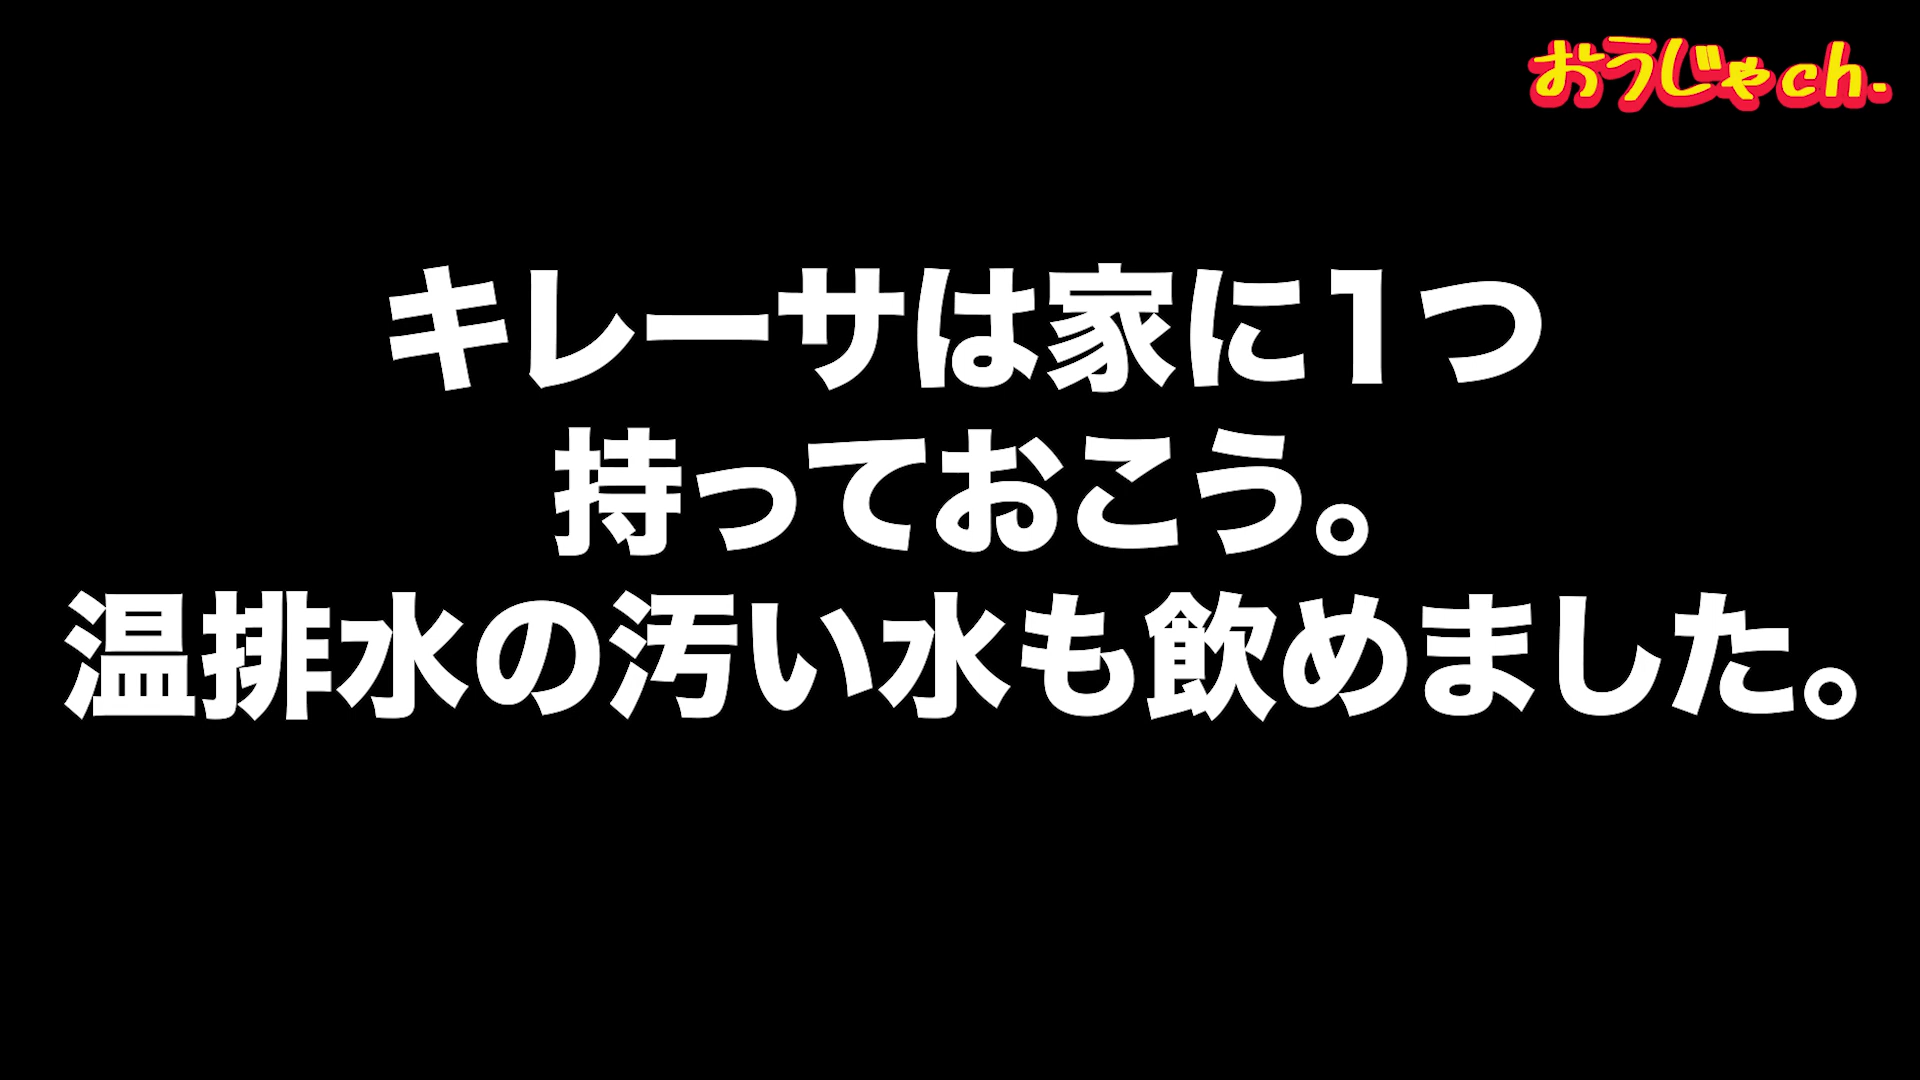 おうじゃch.
キレーサは家に1つ
持っておこう。
温排水の汚い水も飲めました。